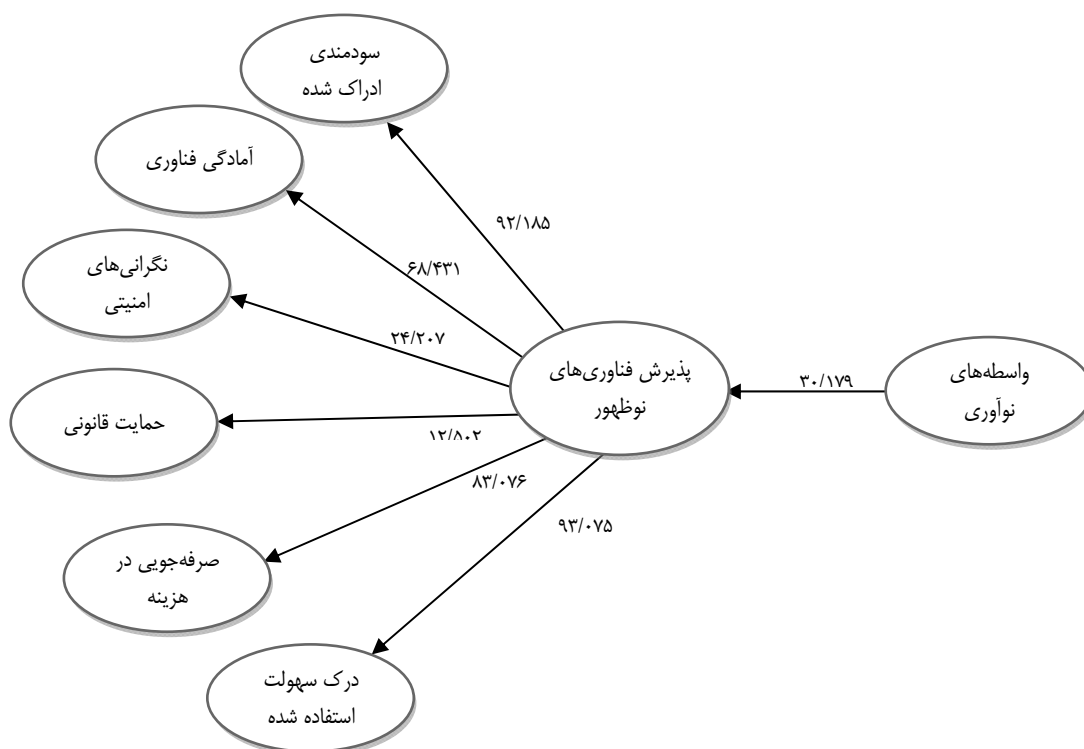 سودمندی
ادراک شده
آمادگی فناوری
۹۲/۱۸۵
نگرانی‌های
امنیتی
۶۸/۴۳۱
۲۴/۲۰۷
پذیرش فناوری‌های
نوظهور
۳۰/۱۷۹
واسطه‌های
نوآوری
حمایت قانونی
۱۲/۸۰۲
۸۳/۰۷۶
۹۳/۰۷۵
صرفه‌جویی در
هزینه
درک سهولت
استفاده شده